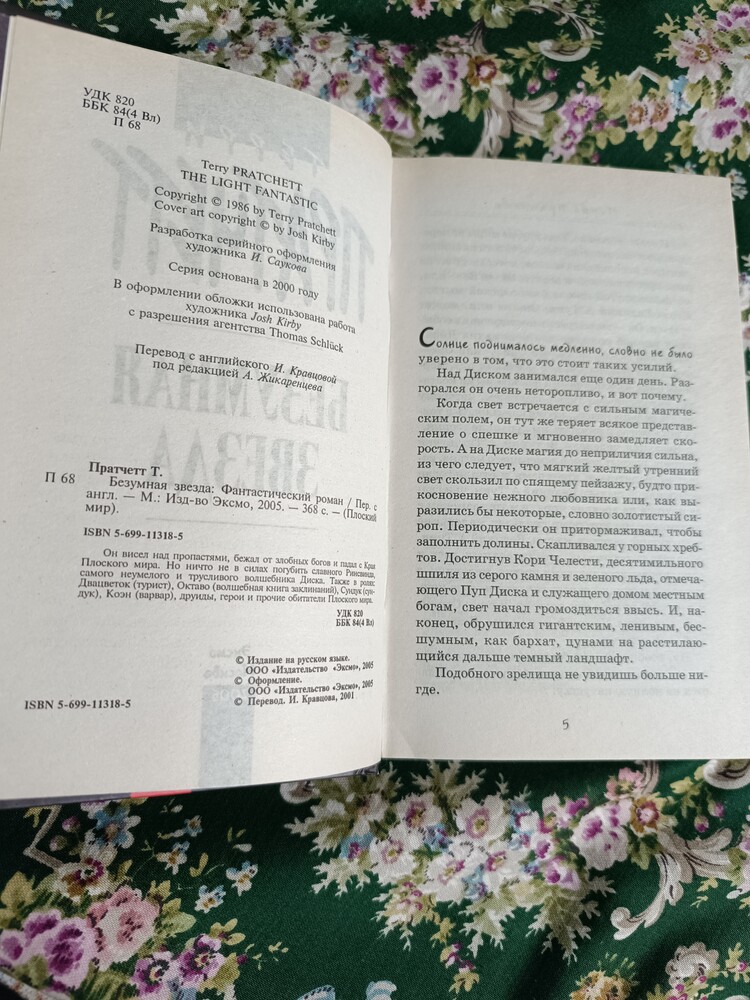 УДК 820
ББК 84(4 Вл)
П 68
Terry PRATCHETT
THE LIGHT FANTASTIC
Copyright © 1986 by Terry Pratchett
Cover art copyright © by Josh Kirby
Разработка серийного оформления
художника И. Саукова
Серия основана в 2000 году
В оформлении обложки использована работа
художника Josh Kirby
с разрешения агентства Thomas Schlück
Перевод с английского И. Кравцовой
под редакцией А. Жикаренцева
Пратчетт Т.
П 68 Безумная звезда: Фантастический роман / Пер. с
англ. — М.: Изд-во Эксмо, 2005. — 368 с. — (Плоский
мир).
ISBN 5-699-11318-5
Он висел над пропастями, бежал от злобных богов и падал с Края
Плоского мира. Но ничто не в силах погубить славного Ринсвинда,
самого неумелого и трусливого волшебника Диска. Также в ролях:
Двацветок (турист), Октаво (волшебная книга заклинаний), Сундук (сун-
дук), Коэн (варвар), друиды, герои и прочие обитатели Плоского мира.
УДК 820
ББК 84(4 Вл)
© Издание на русском языке.
ООО «Издательство «Эксмо», 2005
© Оформление.
ООО «Издательство «Эксмо», 2005
ISBN 5-699-11318-5
© Перевод. И. Кравцова, 2001
Солнце поднималось медленно, словно не было
уверено в том, что это стоит таких усилий.
Над Диском занимался еще один день. Раз-
горался он очень неторопливо, и вот почему.
Когда свет встречается с сильным магиче-
ским полем, он тут же теряет всякое представ-
ление о спешке и мгновенно замедляет ско-
рость. А на Диске магия до неприличия сильна,
из чего следует, что мягкий желтый утренний
свет скользил по спящему пейзажу, будто при-
косновение нежного любовника или, как вы-
разились бы некоторые, словно золотистый си-
роп. Периодически он притормаживал, чтобы
заполнить долины. Скапливался у горных хреб-
тов. Достигнув Кори Челести, десятимильного
шпиля из серого камня и зеленого льда, отмеча-
ющего Пуп Диска и служащего домом местным
богам, свет начал громоздиться ввысь. И, на-
конец, обрушился гигантским, ленивым, бес-
шумным, как бархат, цунами на расстилаю-
щийся дальше темный ландшафт.
Подобного зрелища не увидишь больше ни-
где.
5